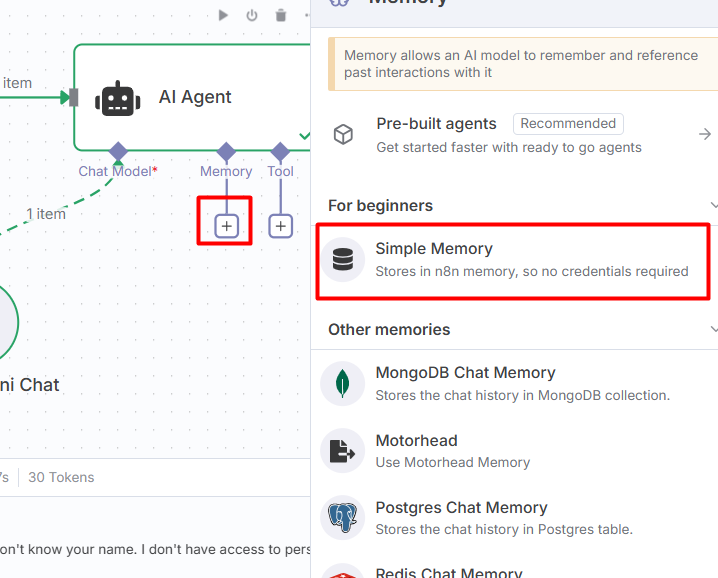 item
AI Agent
Chat Model*
Memory
Tool
1 item
ni Chat
7s
30 Tokens
on't know your name. I don't have access to pers
Memory
Memory allows an AI model to remember and reference
past interactions with it
Pre-built agents
Recommended
Get started faster with ready to go agents
For beginners
Simple Memory
Stores in n8n memory, so no credentials required
Other memories
MongoDB Chat Memory
Stores the chat history in MongoDB collection.
Motorhead
Use Motorhead Memory
Postgres Chat Memory
Stores the chat history in Postgres table.
Redis Chat Memory